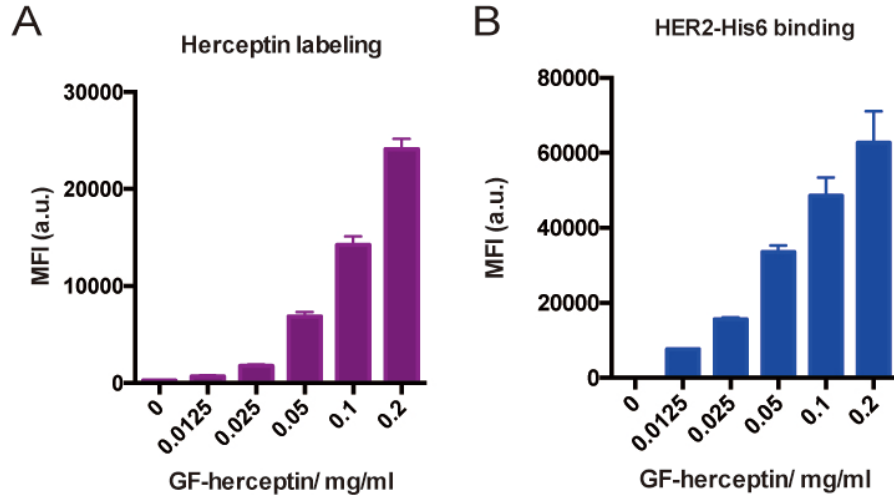 A
Herceptin labeling
MFI (a.u.)
30000
20000
10000
0
0
0.0125
0.025
0.05
0.1
0.2
GF-herceptin/ mg/ml
B
HER2-His6 binding
MFI (a.u.)
80000
60000
40000
20000
0
0
0.0125
0.025
0.05
0.1
0.2
GF-herceptin/ mg/ml